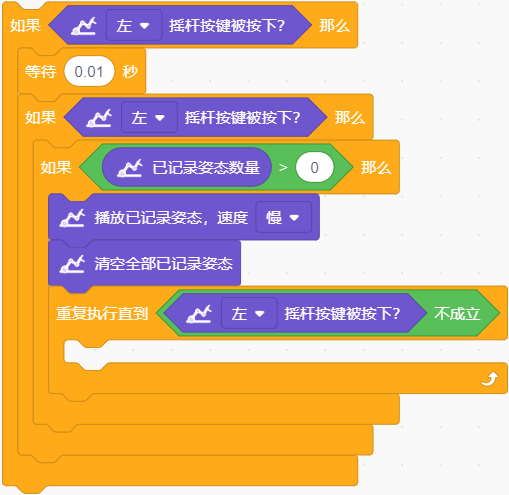 如果 左 摇杆按键被按下? 那么
等待 0.01 秒
如果 左 摇杆按键被按下? 那么
如果 已记录姿态数量 > 0 那么
播放已记录姿态，速度 慢
清空全部已记录姿态
重复执行直到 左 摇杆按键被按下? 不成立